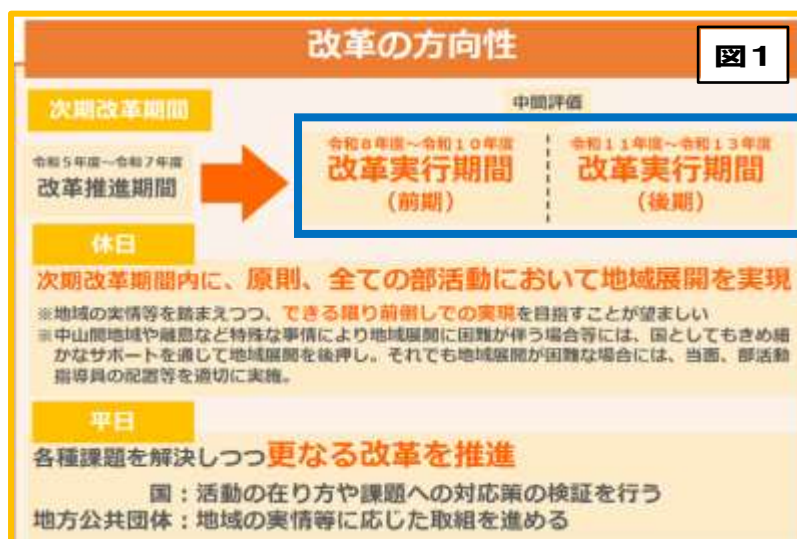 改革の方向性
図1
次期改革期間
中間評価
令和5年度～令和7年度
改革推進期間
令和8年度～令和10年度
改革実行期間
(前期)
令和11年度～令和13年度
改革実行期間
(後期)
休日
次期改革期間内に、原則、全ての部活動において地域展開を実現
※地域の実情等を踏まえつつ、できる限り前倒しでの実現を目指すことが望ましい
※中山間地域や離島など特殊な事情により地域展開に困難が伴う場合等には、国としてもきめ細
かなサポートを通じて地域展開を後押し。それでも地域展開が困難な場合には、当面、部活動
指導員の配置等を適切に実施。
平日
各種課題を解決しつつ更なる改革を推進
国：活動の在り方や課題への対応策の検証を行う
地方公共団体：地域の実情等に応じた取組を進める